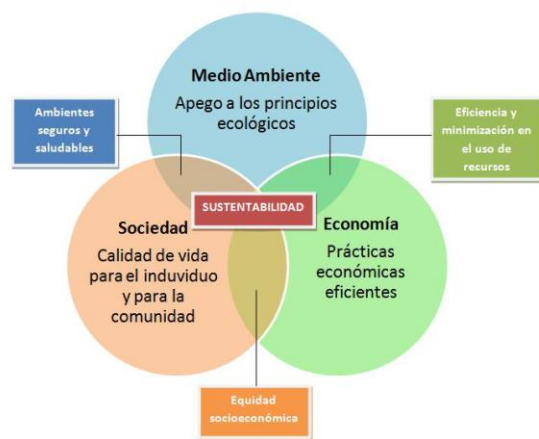 Medio Ambiente
Apego a los principios
ecológicos
Ambientes
seguros y
saludables
Eficiencia y
minimización en
el uso de
recursos
SUSTENTABILIDAD
Sociedad
Calidad de vida
para el induviduo
y para la
comunidad
Economía
Prácticas
económicas
eficientes
Equidad
socioeconómica